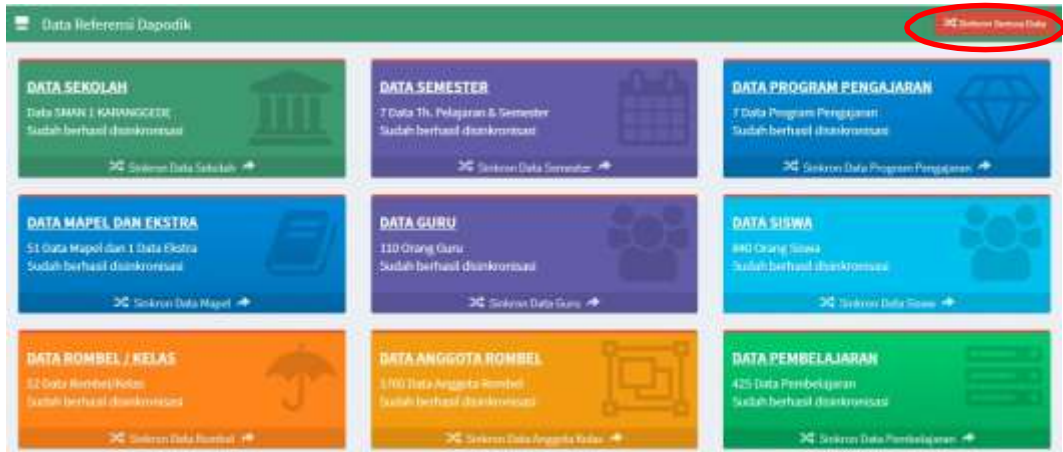 Data Referensi Dapodik
Sinkron Semua Data
DATA SEKOLAH
Data SMAN 1 KARANGGEDE
Sudah berhasil disinkronisasi
Sinkron Data Sekolah
DATA SEMESTER
7 Data Th. Pelajaran & Semester
Sudah berhasil disinkronisasi
Sinkron Data Semester
DATA PROGRAM PENGAJARAN
7 Data Program Pengajaran
Sudah berhasil disinkronisasi
Sinkron Data Program Pengajaran
DATA MAPEL DAN EKSTRA
51 Data Mapel dan 1 Data Ekstra
Sudah berhasil disinkronisasi
Sinkron Data Mapel
DATA GURU
110 Orang Guru
Sudah berhasil disinkronisasi
Sinkron Data Guru
DATA SISWA
Orang Siswa
Sudah berhasil disinkronisasi
Sinkron Data Siswa
DATA ROMBEL / KELAS
Data Rombel/Kelas
Sudah berhasil disinkronisasi
Sinkron Data Rombel
DATA ANGGOTA ROMBEL
Data Anggota Rombel
Sudah berhasil disinkronisasi
Sinkron Data Anggota Kelas
DATA PEMBELAJARAN
425 Data Pembelajaran
Sudah berhasil disinkronisasi
Sinkron Data Pembelajaran